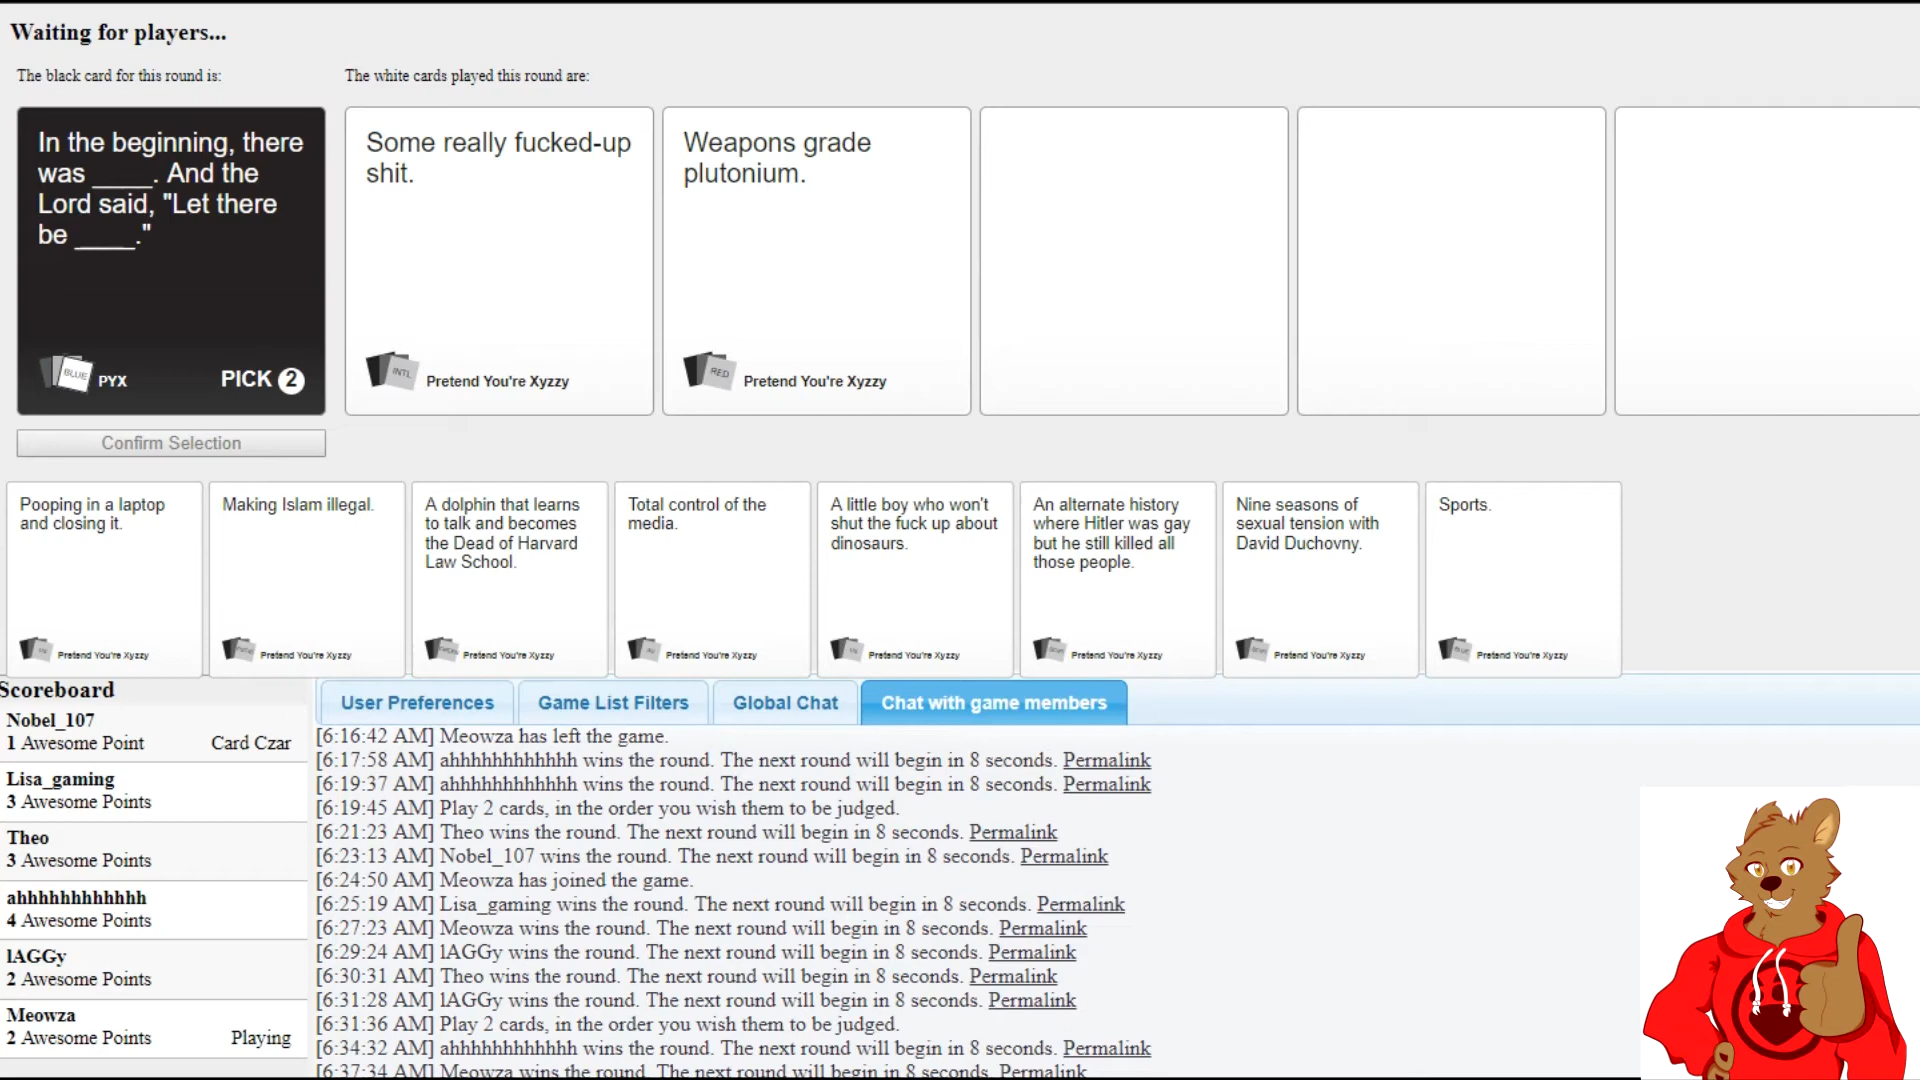 Waiting for players...
The black card for this round is:
The white cards played this round are:
In the beginning, there
was ____. And the
Lord said, "Let there
be ____."
BLUE
PYX
PICK 2
Some really fucked-up
shit.
INTL
Pretend You're Xyzzy
Weapons grade
plutonium.
RED
Pretend You're Xyzzy
Confirm Selection
Pooping in a laptop
and closing it.
Pretend You're Xyzzy
Making Islam illegal.
Pretend You're Xyzzy
A dolphin that learns
to talk and becomes
the Dead of Harvard
Law School.
Pretend You're Xyzzy
Total control of the
media.
Pretend You're Xyzzy
A little boy who won't
shut the fuck up about
dinosaurs.
Pretend You're Xyzzy
An alternate history
where Hitler was gay
but he still killed all
those people.
Pretend You're Xyzzy
Nine seasons of
sexual tension with
David Duchovny.
Pretend You're Xyzzy
Sports.
Pretend You're Xyzzy
Scoreboard
Nobel_107
1 Awesome Point Card Czar
Lisa_gaming
3 Awesome Points
Theo
3 Awesome Points
ahhhhhhhhhhhh
4 Awesome Points
lAGGy
2 Awesome Points
Meowza
2 Awesome Points Playing
User Preferences
Game List Filters
Global Chat
Chat with game members
[6:16:42 AM] Meowza has left the game.
[6:17:58 AM] ahhhhhhhhhhhh wins the round. The next round will begin in 8 seconds. Permalink
[6:19:37 AM] ahhhhhhhhhhhh wins the round. The next round will begin in 8 seconds. Permalink
[6:19:45 AM] Play 2 cards, in the order you wish them to be judged.
[6:21:23 AM] Theo wins the round. The next round will begin in 8 seconds. Permalink
[6:23:13 AM] Nobel_107 wins the round. The next round will begin in 8 seconds. Permalink
[6:24:50 AM] Meowza has joined the game.
[6:25:19 AM] Lisa_gaming wins the round. The next round will begin in 8 seconds. Permalink
[6:27:23 AM] Meowza wins the round. The next round will begin in 8 seconds. Permalink
[6:29:24 AM] lAGGy wins the round. The next round will begin in 8 seconds. Permalink
[6:30:31 AM] Theo wins the round. The next round will begin in 8 seconds. Permalink
[6:31:28 AM] lAGGy wins the round. The next round will begin in 8 seconds. Permalink
[6:31:36 AM] Play 2 cards, in the order you wish them to be judged.
[6:34:32 AM] ahhhhhhhhhhhh wins the round. The next round will begin in 8 seconds. Permalink
[6:37:34 AM] Meowza wins the round. The next round will begin in 8 seconds. Permalink